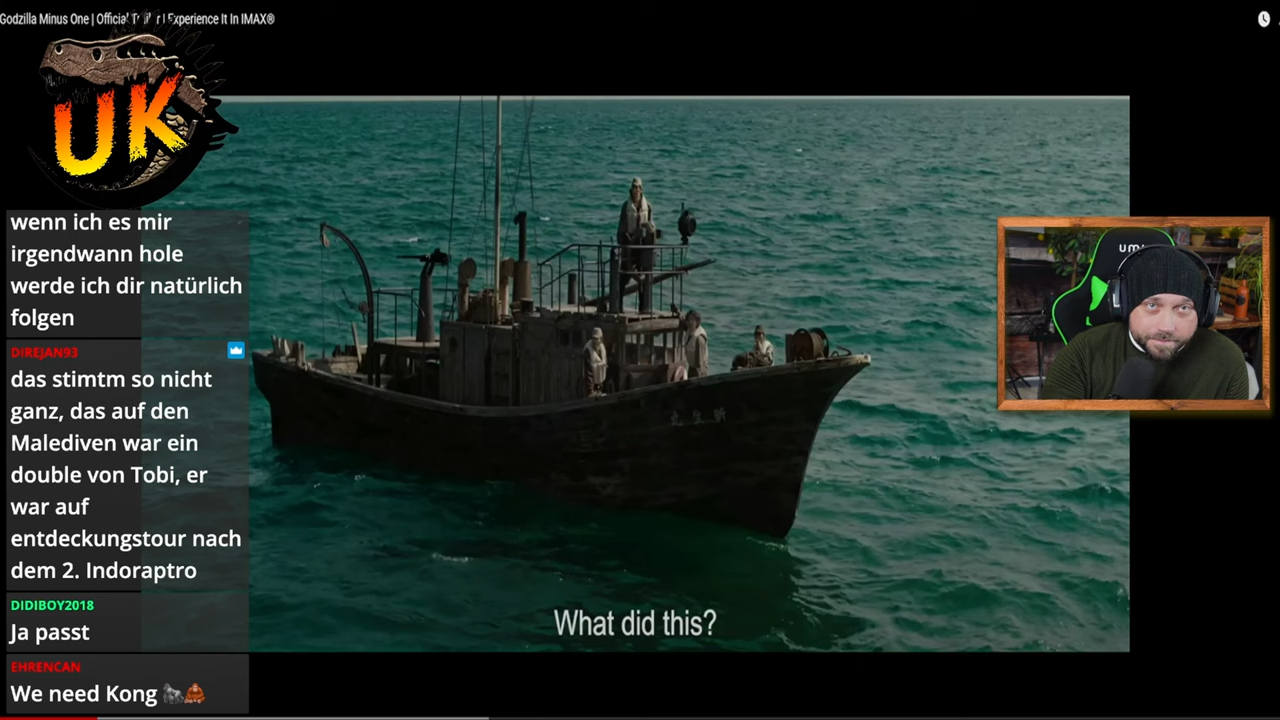 Godzilla Minus One | Official Trailer | Experience It In IMAX®
UK
wenn ich es mir
irgendwann hole
werde ich dir natürlich
folgen
DIREJAN93
das stimtm so nicht
ganz, das auf den
Malediven war ein
double von Tobi, er
war auf
entdeckungstour nach
dem 2. Indoraptro
DIDIBOY2018
Ja passt
EHRENCAN
We need Kong 🦍🦧
What did this?